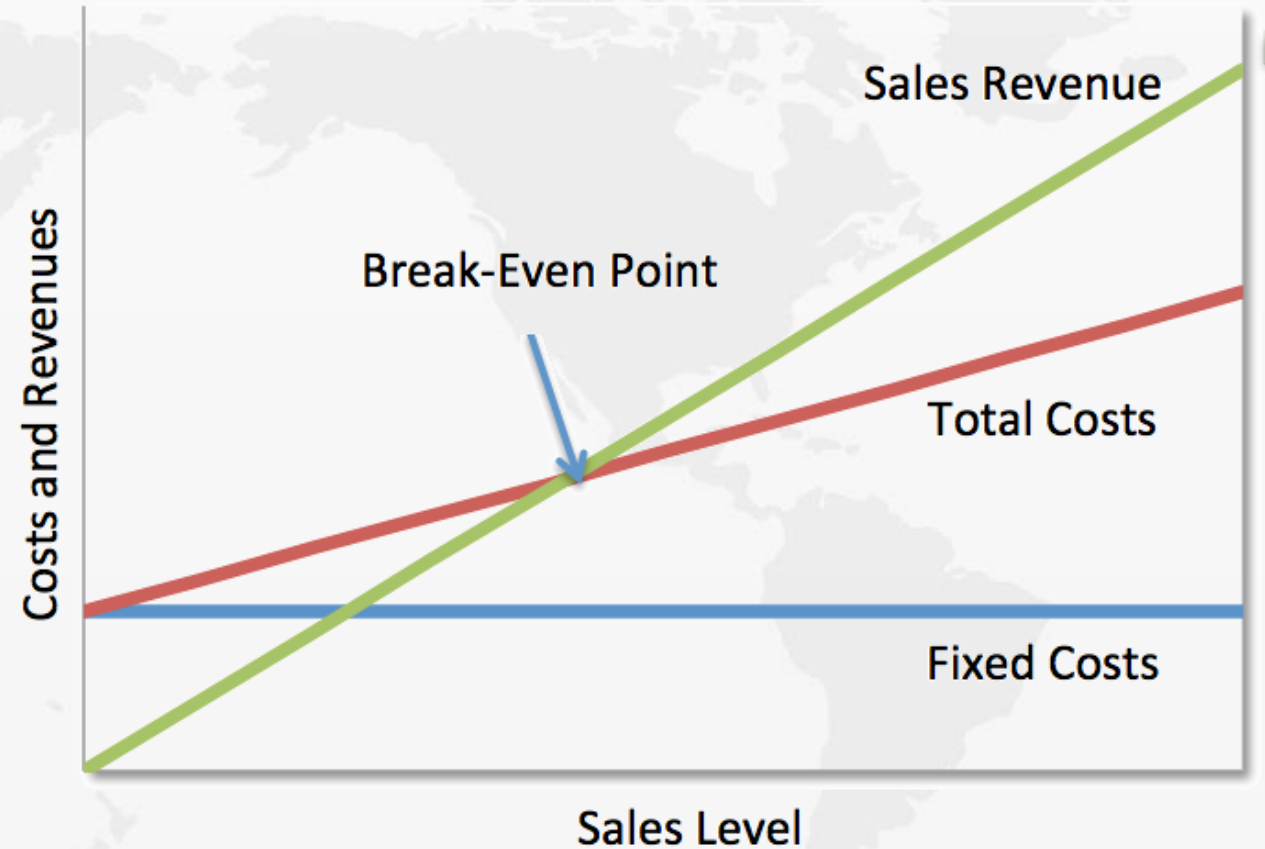 Sales Revenue
Break-Even Point
Costs and Revenues
Total Costs
Fixed Costs
Sales Level